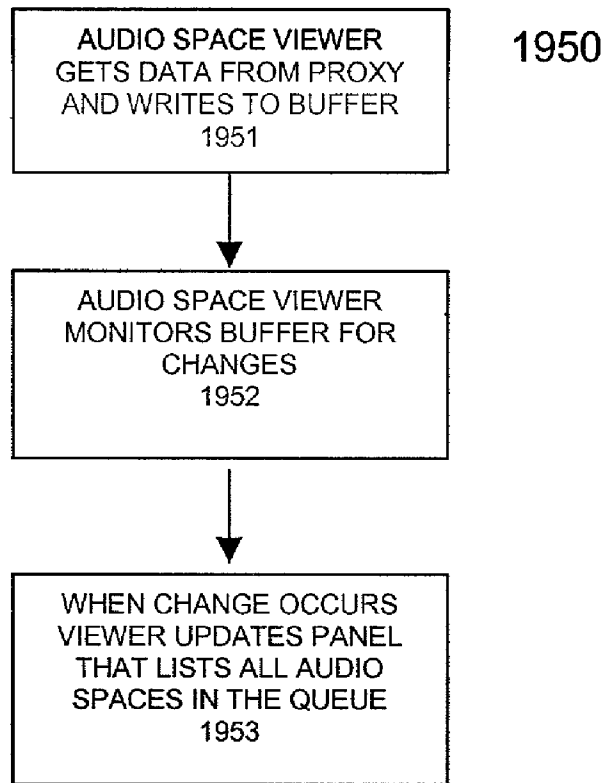 AUDIO SPACE VIEWER
GETS DATA FROM PROXY
AND WRITES TO BUFFER
1951
1950
AUDIO SPACE VIEWER
MONITORS BUFFER FOR
CHANGES
1952
WHEN CHANGE OCCURS
VIEWER UPDATES PANEL
THAT LISTS ALL AUDIO
SPACES IN THE QUEUE
1953